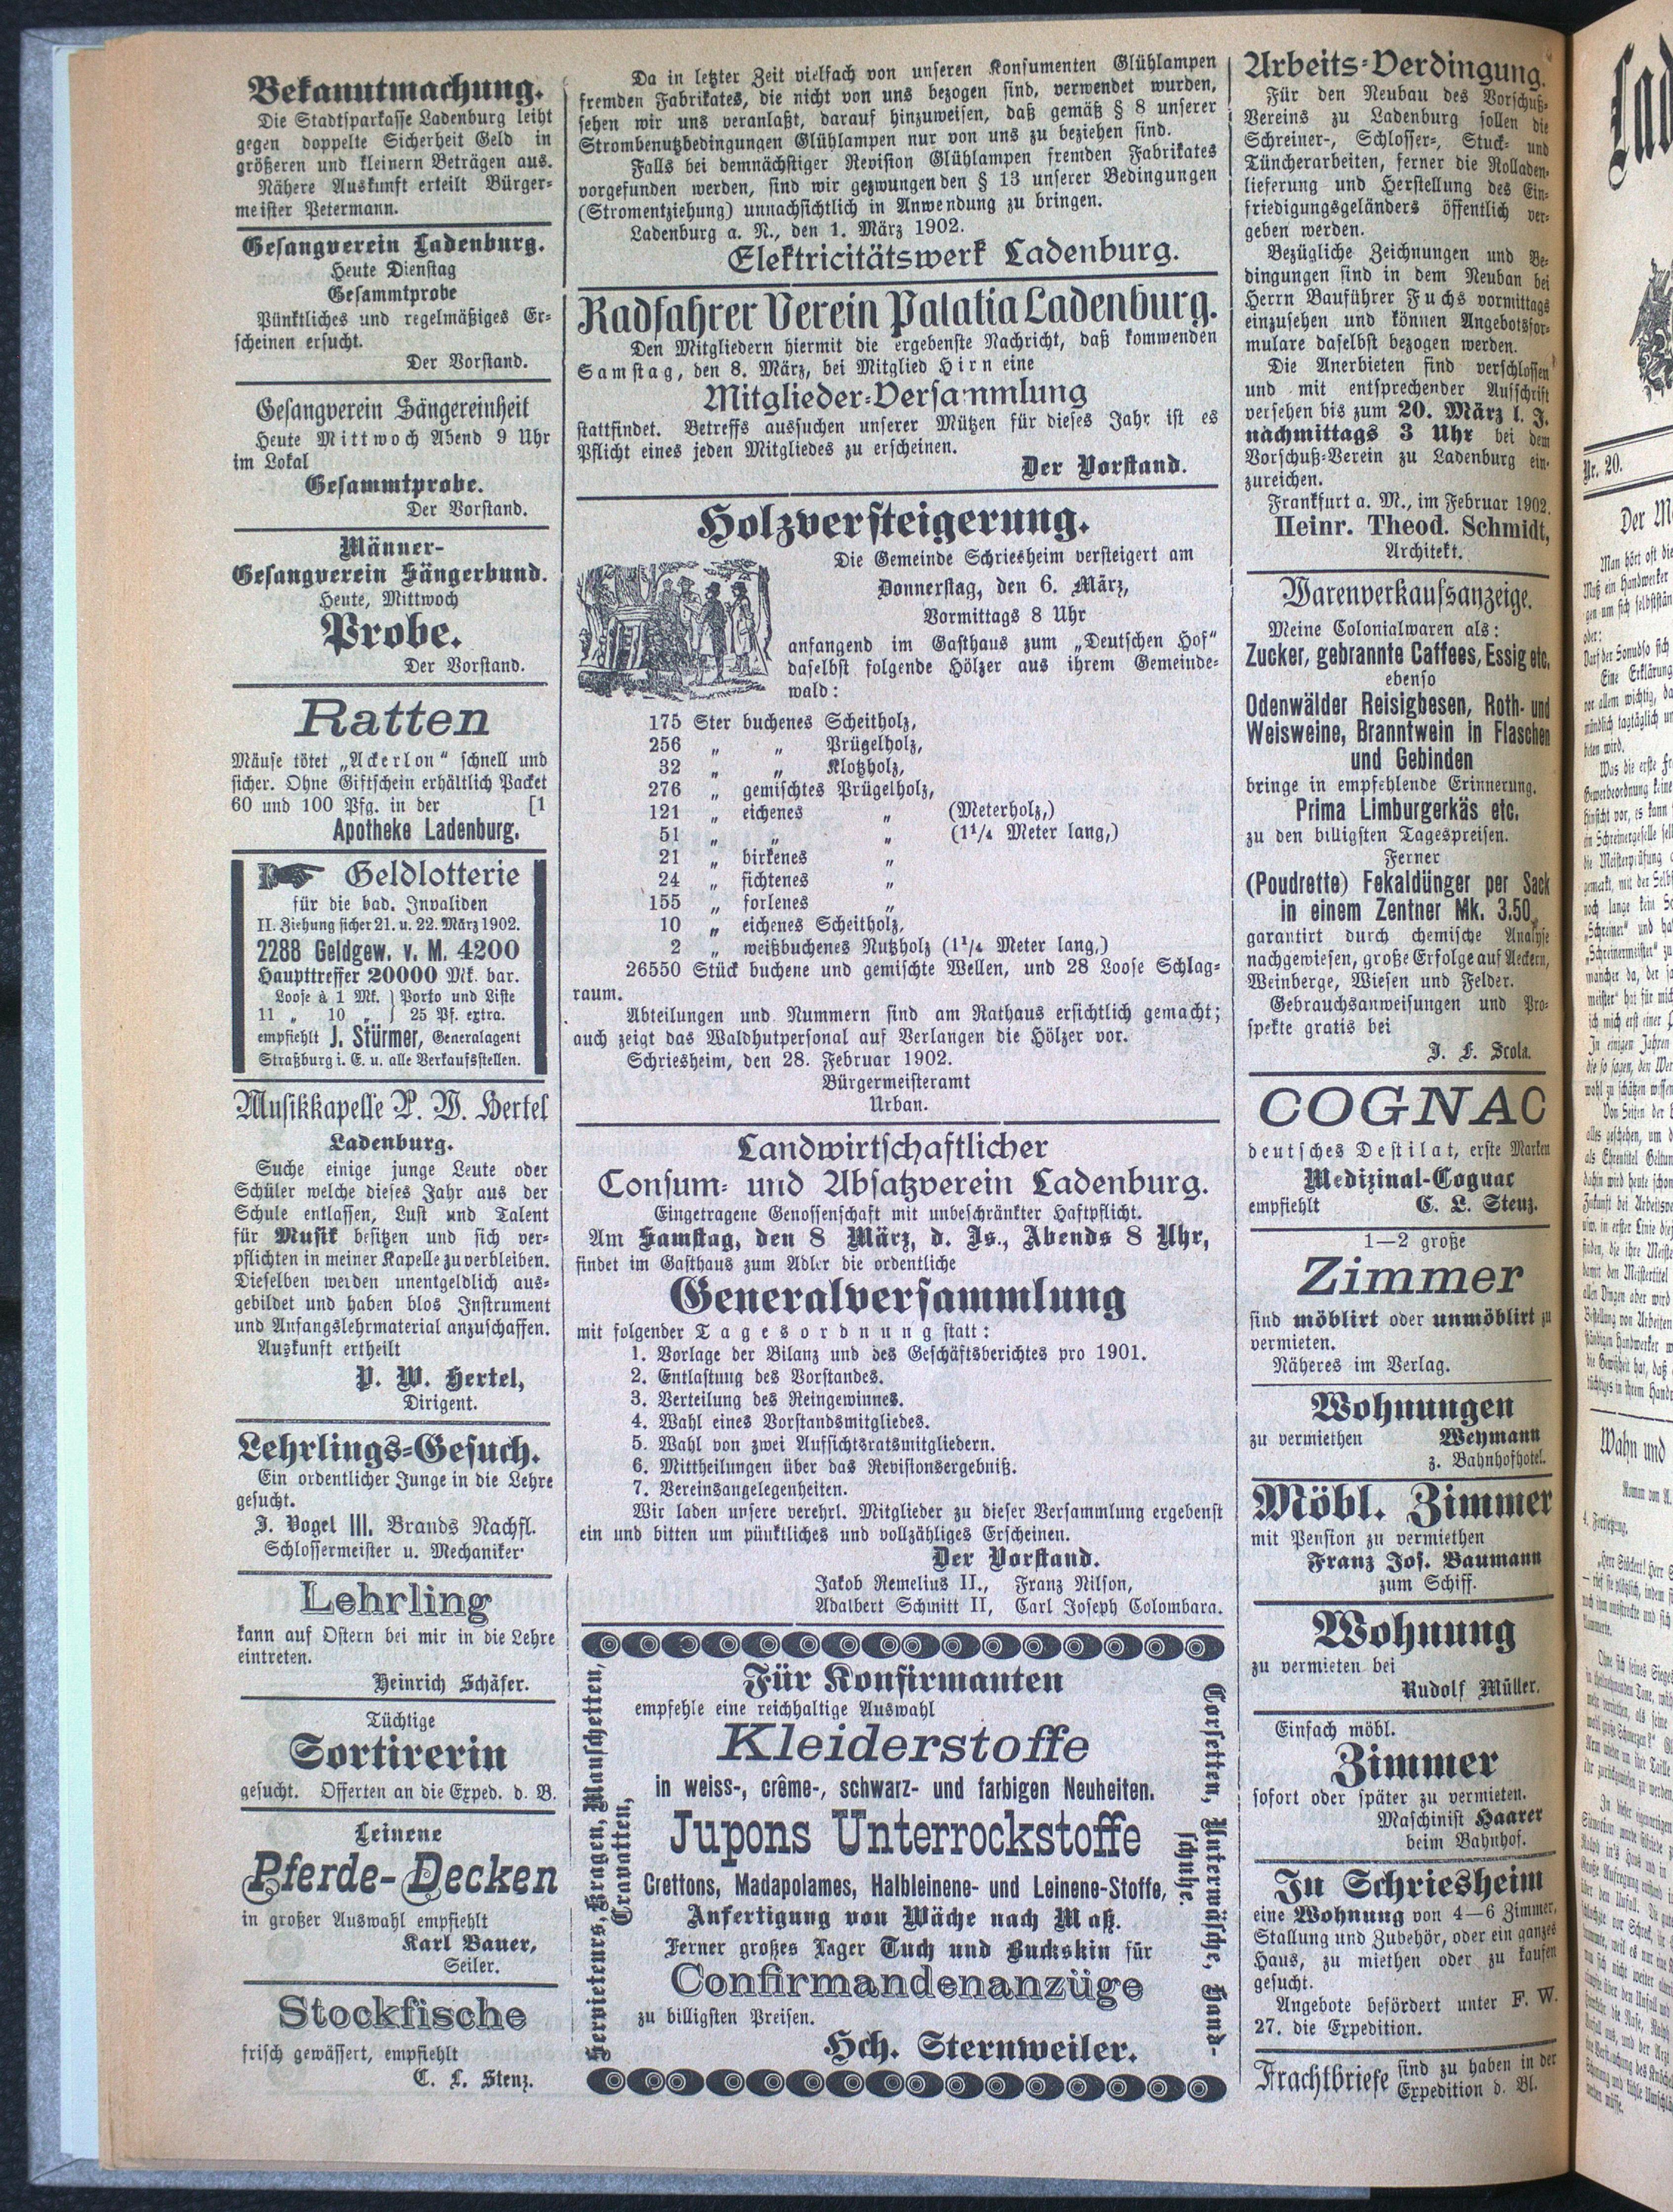 Bekanntmachung.
Die Stadtsparkasse Ladenburg leiht
gegen doppelte Sicherheit Geld in
größeren und kleinern Beträgen aus.
Nähere Auskunft erteilt Bürger-
meister Petermann.
Gesangverein Ladenburg.
Heute Dienstag
Gesammtprobe
Pünktliches und regelmäßiges Er-
scheinen ersucht.
Der Vorstand.
Gesangverein Sängereinheit
Heute Mittwoch Abend 9 Uhr
im Lokal
Gesammtprobe.
Der Vorstand.
Männer-
Gesangverein Sängerbund.
Heute, Mittwoch
Probe.
Der Vorstand.
Ratten
Mäuse tötet „Ackerlon“ schnell und
sicher. Ohne Giftschein erhältlich Packet
60 und 100 Pfg. in der [1
Apotheke Ladenburg.
Geldlotterie
für die bad. Invaliden
II. Ziehung sicher 21. u. 22. März 1902.
2288 Geldgew. v. M. 4200
Haupttreffer 20000 Mk. bar.
Loose à 1 Mk. } Porto und Liste
11 „ 10 „ } 25 Pf. extra.
empfiehlt J. Stürmer, Generalagent
Straßburg i. E. u. alle Verkaufsstellen.
Musikkapelle P. W. Hertel
Ladenburg.
Suche einige junge Leute oder
Schüler welche dieses Jahr aus der
Schule entlassen, Lust und Talent
für Musik besitzen und sich ver-
pflichten in meiner Kapelle zu verbleiben.
Dieselben werden unentgeldlich aus-
gebildet und haben blos Instrument
und Anfangslehrmaterial anzuschaffen.
Auskunft ertheilt
P. W. Hertel,
Dirigent.
Lehrlings-Gesuch.
Ein ordentlicher Junge in die Lehre
gesucht.
J. Vogel III. Brands Nachfl.
Schlossermeister u. Mechaniker
Lehrling
kann auf Ostern bei mir in die Lehre
eintreten.
Heinrich Schäfer.
Tüchtige
Sortirerin
gesucht. Offerten an die Exped. d. B.
Leinene
Pferde-Decken
in großer Auswahl empfiehlt
Karl Bauer,
Seiler.
Stockfische
frisch gewässert, empfiehlt
C. L. Stenz.
Da in letzter Zeit vielfach von unseren Konsumenten Glühlampen
fremden Fabrikates, die nicht von uns bezogen sind, verwendet wurden,
sehen wir uns veranlaßt, darauf hinzuweisen, daß gemäß § 8 unserer
Strombenutzbedingungen Glühlampen nur von uns zu beziehen sind.
Falls bei demnächstiger Revision Glühlampen fremden Fabrikates
vorgefunden werden, sind wir gezwungen den § 13 unserer Bedingungen
(Stromentziehung) unnachsichtlich in Anwendung zu bringen.
Ladenburg a. N., den 1. März 1902.
Elektricitätswerk Ladenburg.
Radfahrer Verein Palatia Ladenburg.
Den Mitgliedern hiermit die ergebenste Nachricht, daß kommenden
Samstag, den 8. März, bei Mitglied Hirn eine
Mitglieder-Versammlung
stattfindet. Betreffs aussuchen unserer Mützen für dieses Jahr ist es
Pflicht eines jeden Mitgliedes zu erscheinen.
Der Vorstand.
Holzversteigerung.
Die Gemeinde Schriesheim versteigert am
Donnerstag, den 6. März,
Vormittags 8 Uhr
anfangend im Gasthaus zum „Deutschen Hof“
daselbst folgende Hölzer aus ihrem Gemeinde-
wald:
175 Ster buchenes Scheitholz,
256 „ „ Prügelholz,
32 „ „ Klotzholz,
276 „ gemischtes Prügelholz,
121 „ eichenes „ (Meterholz,)
51 „ „ „ (1 1/4 Meter lang,)
21 „ birkenes „
24 „ fichtenes „
155 „ forlenes „
10 „ eichenes Scheitholz,
2 „ weißbuchenes Nutzholz (1 1/4 Meter lang,)
26550 Stück buchene und gemischte Wellen, und 28 Loose Schlag-
raum.
Abteilungen und Nummern sind am Rathaus ersichtlich gemacht;
auch zeigt das Waldhutpersonal auf Verlangen die Hölzer vor.
Schriesheim, den 28. Februar 1902.
Bürgermeisteramt
Urban.
Landwirtschaftlicher
Consum- und Absatzverein Ladenburg.
Eingetragene Genossenschaft mit unbeschränkter Haftpflicht.
Am Samstag, den 8 März, d. Js., Abends 8 Uhr,
findet im Gasthaus zum Adler die ordentliche
Generalversammlung
mit folgender Tagesordnung statt:
1. Vorlage der Bilanz und des Geschäftsberichtes pro 1901.
2. Entlastung des Vorstandes.
3. Verteilung des Reingewinnes.
4. Wahl eines Vorstandsmitgliedes.
5. Wahl von zwei Aufsichtsratsmitgliedern.
6. Mittheilungen über das Revisionsergebniß.
7. Vereinsangelegenheiten.
Wir laden unsere verehrl. Mitglieder zu dieser Versammlung ergebenst
ein und bitten um pünktliches und vollzähliges Erscheinen.
Der Vorstand.
Jakob Remelius II., Franz Nilson,
Adalbert Schmitt II, Carl Joseph Colombara.
Servieteurs, Kragen, Manschetten,
Cravatten,
Für Konfirmanten
empfehle eine reichhaltige Auswahl
Kleiderstoffe
in weiss-, crême-, schwarz- und farbigen Neuheiten.
Jupons Unterrockstoffe
Crettons, Madapolames, Halbleinene- und Leinene-Stoffe,
Anfertigung von Wäche nach Maß.
Ferner großes Lager Tuch und Buckskin für
Confirmandenanzüge
zu billigsten Preisen.
Hch. Sternweiler.
Corsetten, Unterwäsche, Hand-
schuhe.
Arbeits-Verdingung.
Für den Neubau des Vorschuß-
Vereins zu Ladenburg sollen die
Schreiner-, Schlosser-, Stuck- und
Tüncherarbeiten, ferner die Rolladen-
lieferung und Herstellung des Ein-
friedigungsgeländers öffentlich ver-
geben werden.
Bezügliche Zeichnungen und Be-
dingungen sind in dem Neuban bei
Herrn Bauführer Fuchs vormittags
einzusehen und können Angebotsfor-
mulare daselbst bezogen werden.
Die Anerbieten sind verschlossen
und mit entsprechender Aufschrift
versehen bis zum 20. März l. J.
nachmittags 3 Uhr bei dem
Vorschuß-Verein zu Ladenburg ein-
zureichen.
Frankfurt a. M., im Februar 1902.
Heinr. Theod. Schmidt,
Architekt.
Warenverkaufsanzeige.
Meine Colonialwaren als:
Zucker, gebrannte Caffees, Essig etc.
ebenso
Odenwälder Reisigbesen, Roth- und
Weisweine, Branntwein in Flaschen
und Gebinden
bringe in empfehlende Erinnerung.
Prima Limburgerkäs etc.
zu den billigsten Tagespreisen.
Ferner
(Poudrette) Fekaldünger per Sack
in einem Zentner Mk. 3.50,
garantirt durch chemische Analyse
nachgewiesen, große Erfolge auf Aeckern,
Weinberge, Wiesen und Felder.
Gebrauchsanweisungen und Pro-
spekte gratis bei
J. F. Scola.
COGNAC
deutsches Destilat, erste Marken
Medizinal-Cognac
empfiehlt C. L. Stenz.
1—2 große
Zimmer
sind möblirt oder unmöblirt zu
vermieten.
Näheres im Verlag.
Wohnungen
zu vermiethen Weymann
z. Bahnhofhotel.
Möbl. Zimmer
mit Pension zu vermiethen
Franz Jos. Baumann
zum Schiff.
Wohnung
zu vermieten bei
Rudolf Müller.
Einfach möbl.
Zimmer
sofort oder später zu vermieten.
Maschinist Haarer
beim Bahnhof.
In Schriesheim
eine Wohnung von 4—6 Zimmer,
Stallung und Zubehör, oder ein ganzes
Haus, zu miethen oder zu kaufen
gesucht.
Angebote befördert unter F. W.
27. die Expedition.
Frachtbriefe sind zu haben in der
Expedition d. Bl.
Lad
Nr. 20.
Der M
Man hört oft die
Muß ein Handwerker
Eine Erklärung
Wahn und
Roman von A.
4. Fortsetzung.